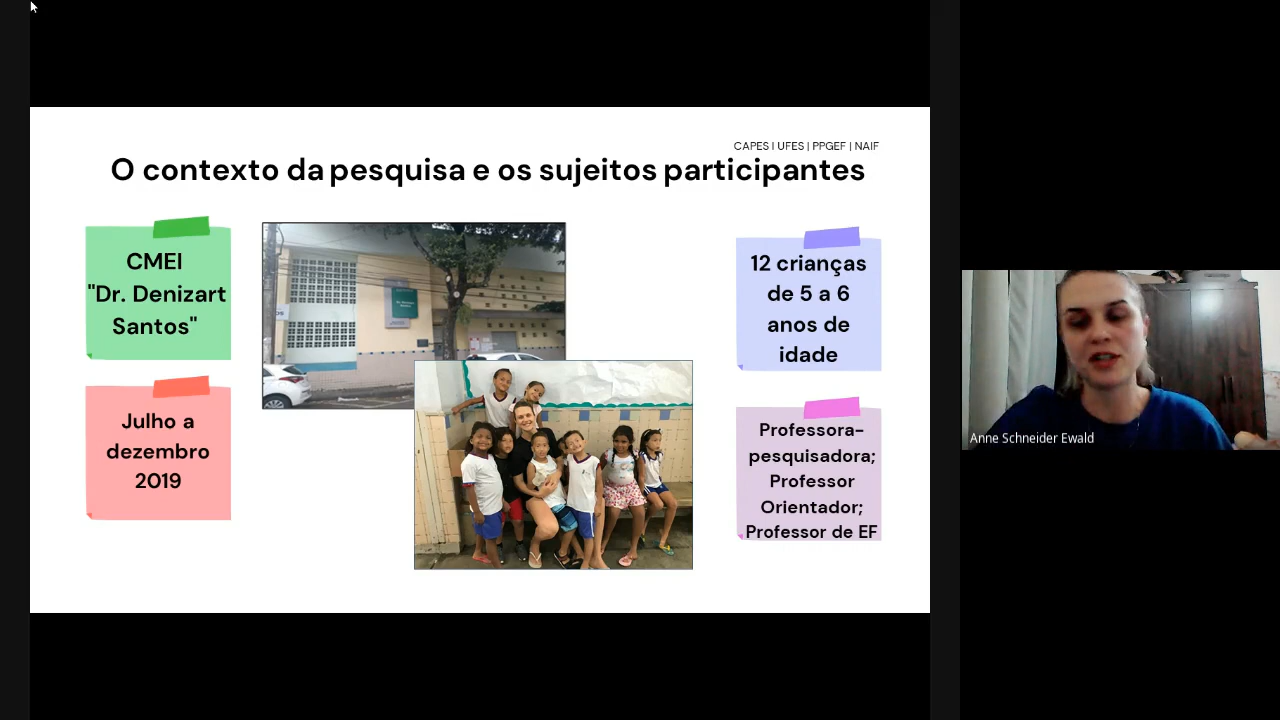 CAPES I UFES | PPGEF | NAIF
O contexto da pesquisa e os sujeitos participantes
CMEI
"Dr. Denizart
Santos"
Julho a
dezembro
2019
12 crianças
de 5 a 6
anos de
idade
Professora-
pesquisadora;
Professor
Orientador;
Professor de EF
Anne Schneider Ewald